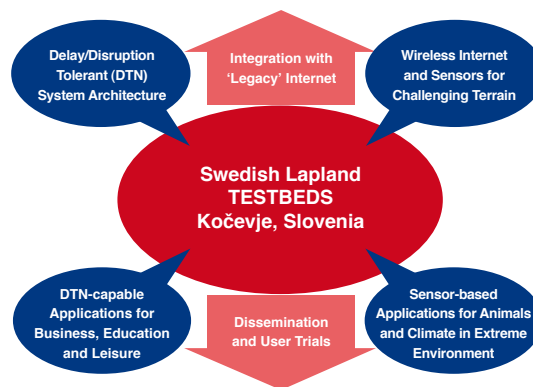 Delay/Disruption
Tolerant (DTN)
System Architecture
Integration with
‘Legacy’ Internet
Wireless Internet
and Sensors for
Challenging Terrain
Swedish Lapland
TESTBEDS
Kočevje, Slovenia
DTN-capable
Applications for
Business, Education
and Leisure
Dissemination
and User Trials
Sensor-based
Applications for Animals
and Climate in Extreme
Environment